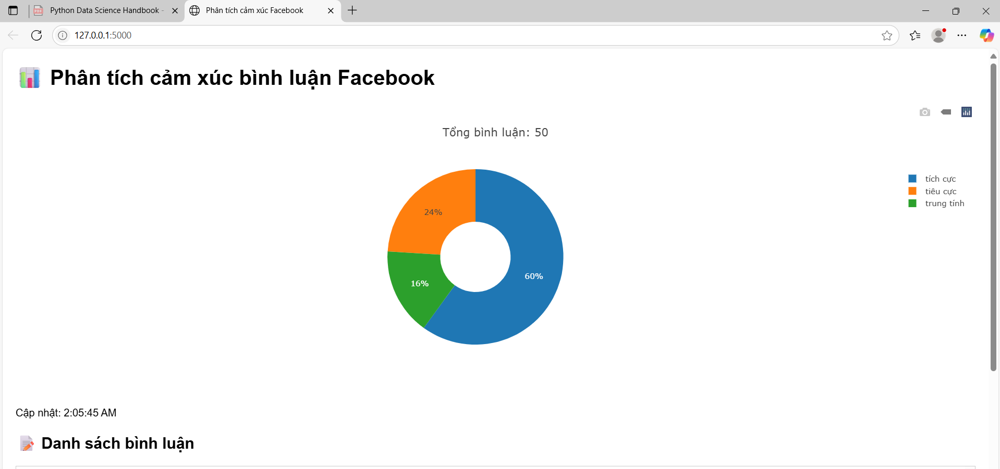 Python Data Science Handbook -
Phân tích cảm xúc Facebook
127.0.0.1:5000
Phân tích cảm xúc bình luận Facebook
Tổng bình luận: 50
tích cực
tiêu cực
trung tính
24%
60%
16%
Cập nhật: 2:05:45 AM
Danh sách bình luận